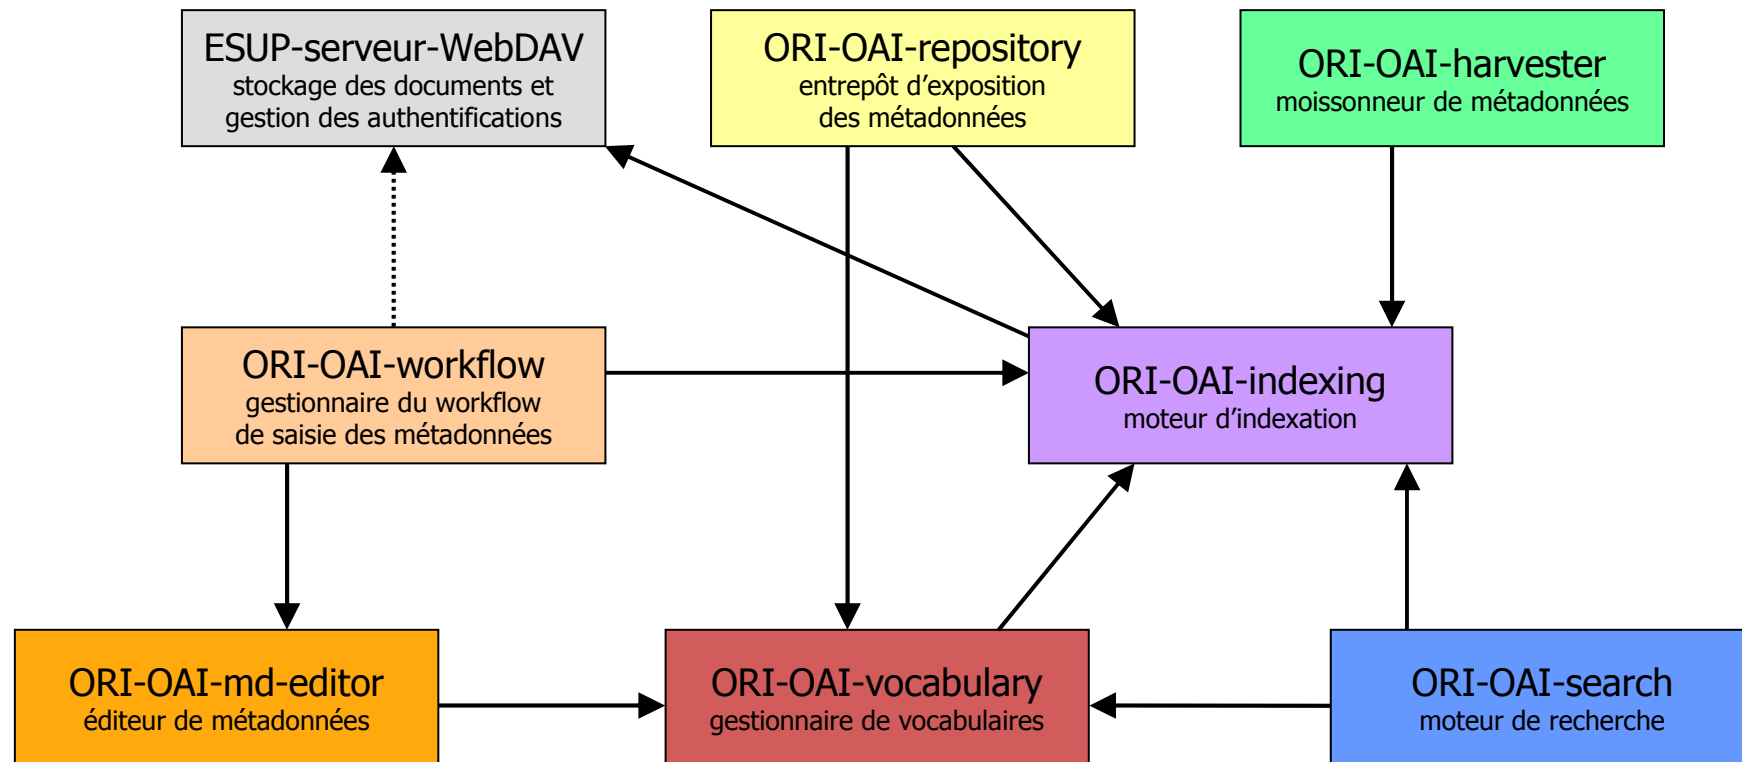 ESUP-serveur-WebDAV
stockage des documents et
gestion des authentifications
ORI-OAI-repository
entrepôt d’exposition
des métadonnées
ORI-OAI-harvester
moissonneur de métadonnées
ORI-OAI-workflow
gestionnaire du workflow
de saisie des métadonnées
ORI-OAI-indexing
moteur d’indexation
ORI-OAI-md-editor
éditeur de métadonnées
ORI-OAI-vocabulary
gestionnaire de vocabulaires
ORI-OAI-search
moteur de recherche